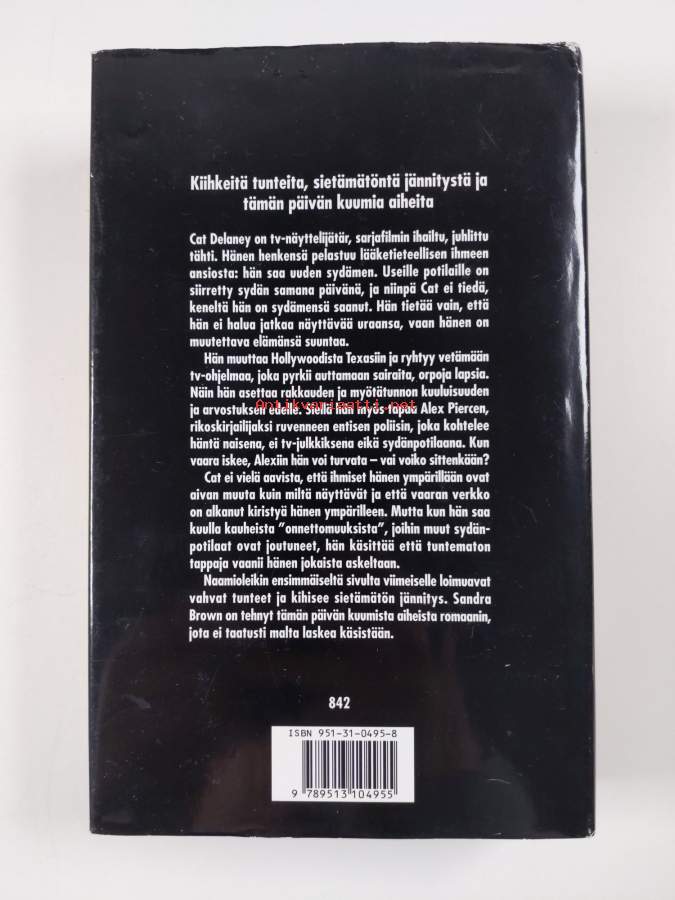 Kiihkeitä tunteita, sietämätöntä jännitystä ja
tämän päivän kuumia aiheita
Cat Delaney on tv-näyttelijätär, sarjafilmin ihailtu, juhlittu
tähti. Hänen henkensä pelastuu lääketieteellisen ihmeen
ansiosta: hän saa uuden sydämen. Useille potilaille on
siirretty sydän samana päivänä, ja niinpä Cat ei tiedä,
keneltä hän on sydämensä saanut. Hän tietää vain, että
hän ei halua jatkaa näyttävää uraansa, vaan hänen on
muutettava elämänsä suuntaa.
Hän muuttaa Hollywoodista Texasiin ja ryhtyy vetämään
tv-ohjelmaa, joka pyrkii auttamaan sairaita, orpoja lapsia.
Näin hän asettaa rakkauden ja myötätunnon kuuluisuuden
ja arvostuksen edelle. Siellä hän myös tapaa Alex Piercen,
Antikvariaatti.net
rikoskirjailijaksi ruvenneen entisen poliisin, joka kohtelee
häntä naisena, ei tv-julkkiksena eikä sydänpotilaana. Kun
vaara iskee, Alexiin hän voi turvata – vai voiko sittenkään?
Cat ei vielä aavista, että ihmiset hänen ympärillään ovat
aivan muuta kuin miltä näyttävät ja että vaaran verkko
on alkanut kiristyä hänen ympärilleen. Mutta kun hän saa
kuulla kauheista "onnettomuuksista", joihin muut sydän-
potilaat ovat joutuneet, hän käsittää että tuntematon
tappaja vaanii hänen jokaista askeltaan.
Naamioleikin ensimmäiseltä sivulta viimeiselle loimuavat
vahvat tunteet ja kihisee sietämätön jännitys. Sandra
Brown on tehnyt tämän päivän kuumista aiheista romaanin,
jota ei taatusti malta laskea käsistään.
842
ISBN 951-31-0495-8
9 789513 104955